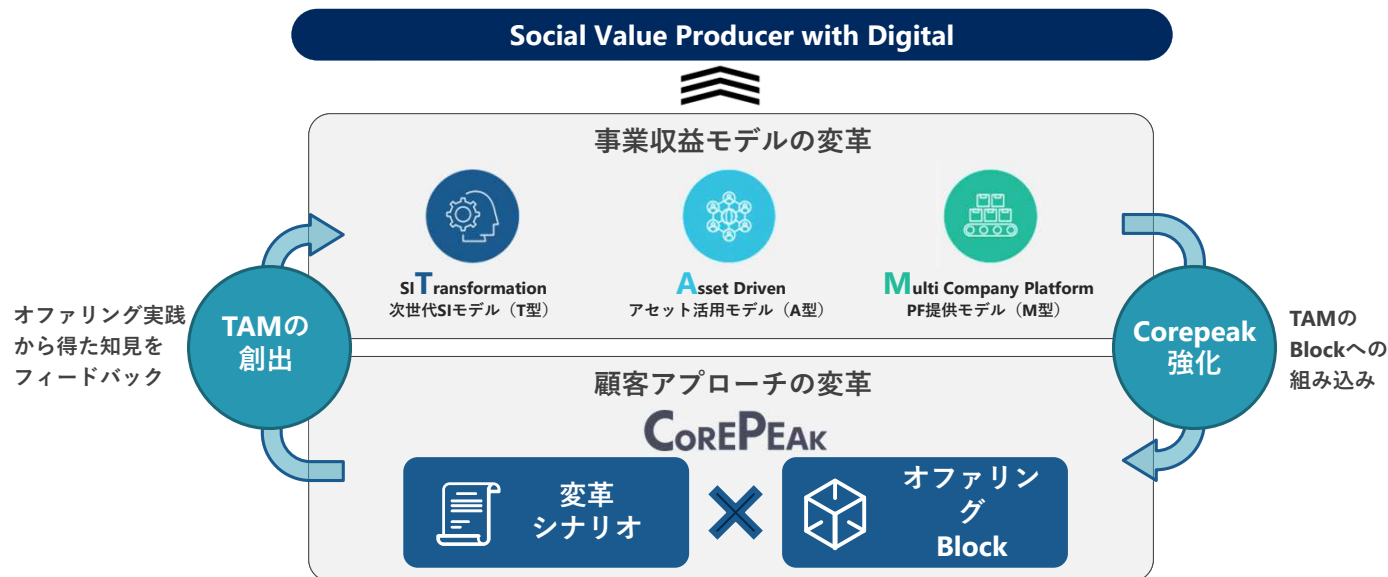 Social Value Producer with Digital
事業収益モデルの変革
SI Transformation
次世代SIモデル（T型）
Asset Driven
アセット活用モデル（A型）
Multi Company Platform
PF提供モデル（M型）
オファリング実践
から得た知見を
フィードバック
TAMの
創出
Corepeak
強化
TAMの
Blockへの
組み込み
顧客アプローチの変革
COREPEAK
変革
シナリオ
オファリン
グ
Block